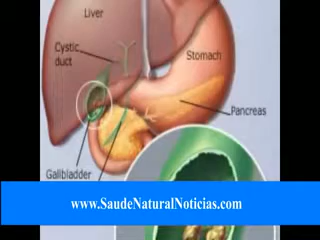 Liver
Cystic
duct
Stomach
Pancreas
Gallbladder
www.SaudeNaturalNoticias.com